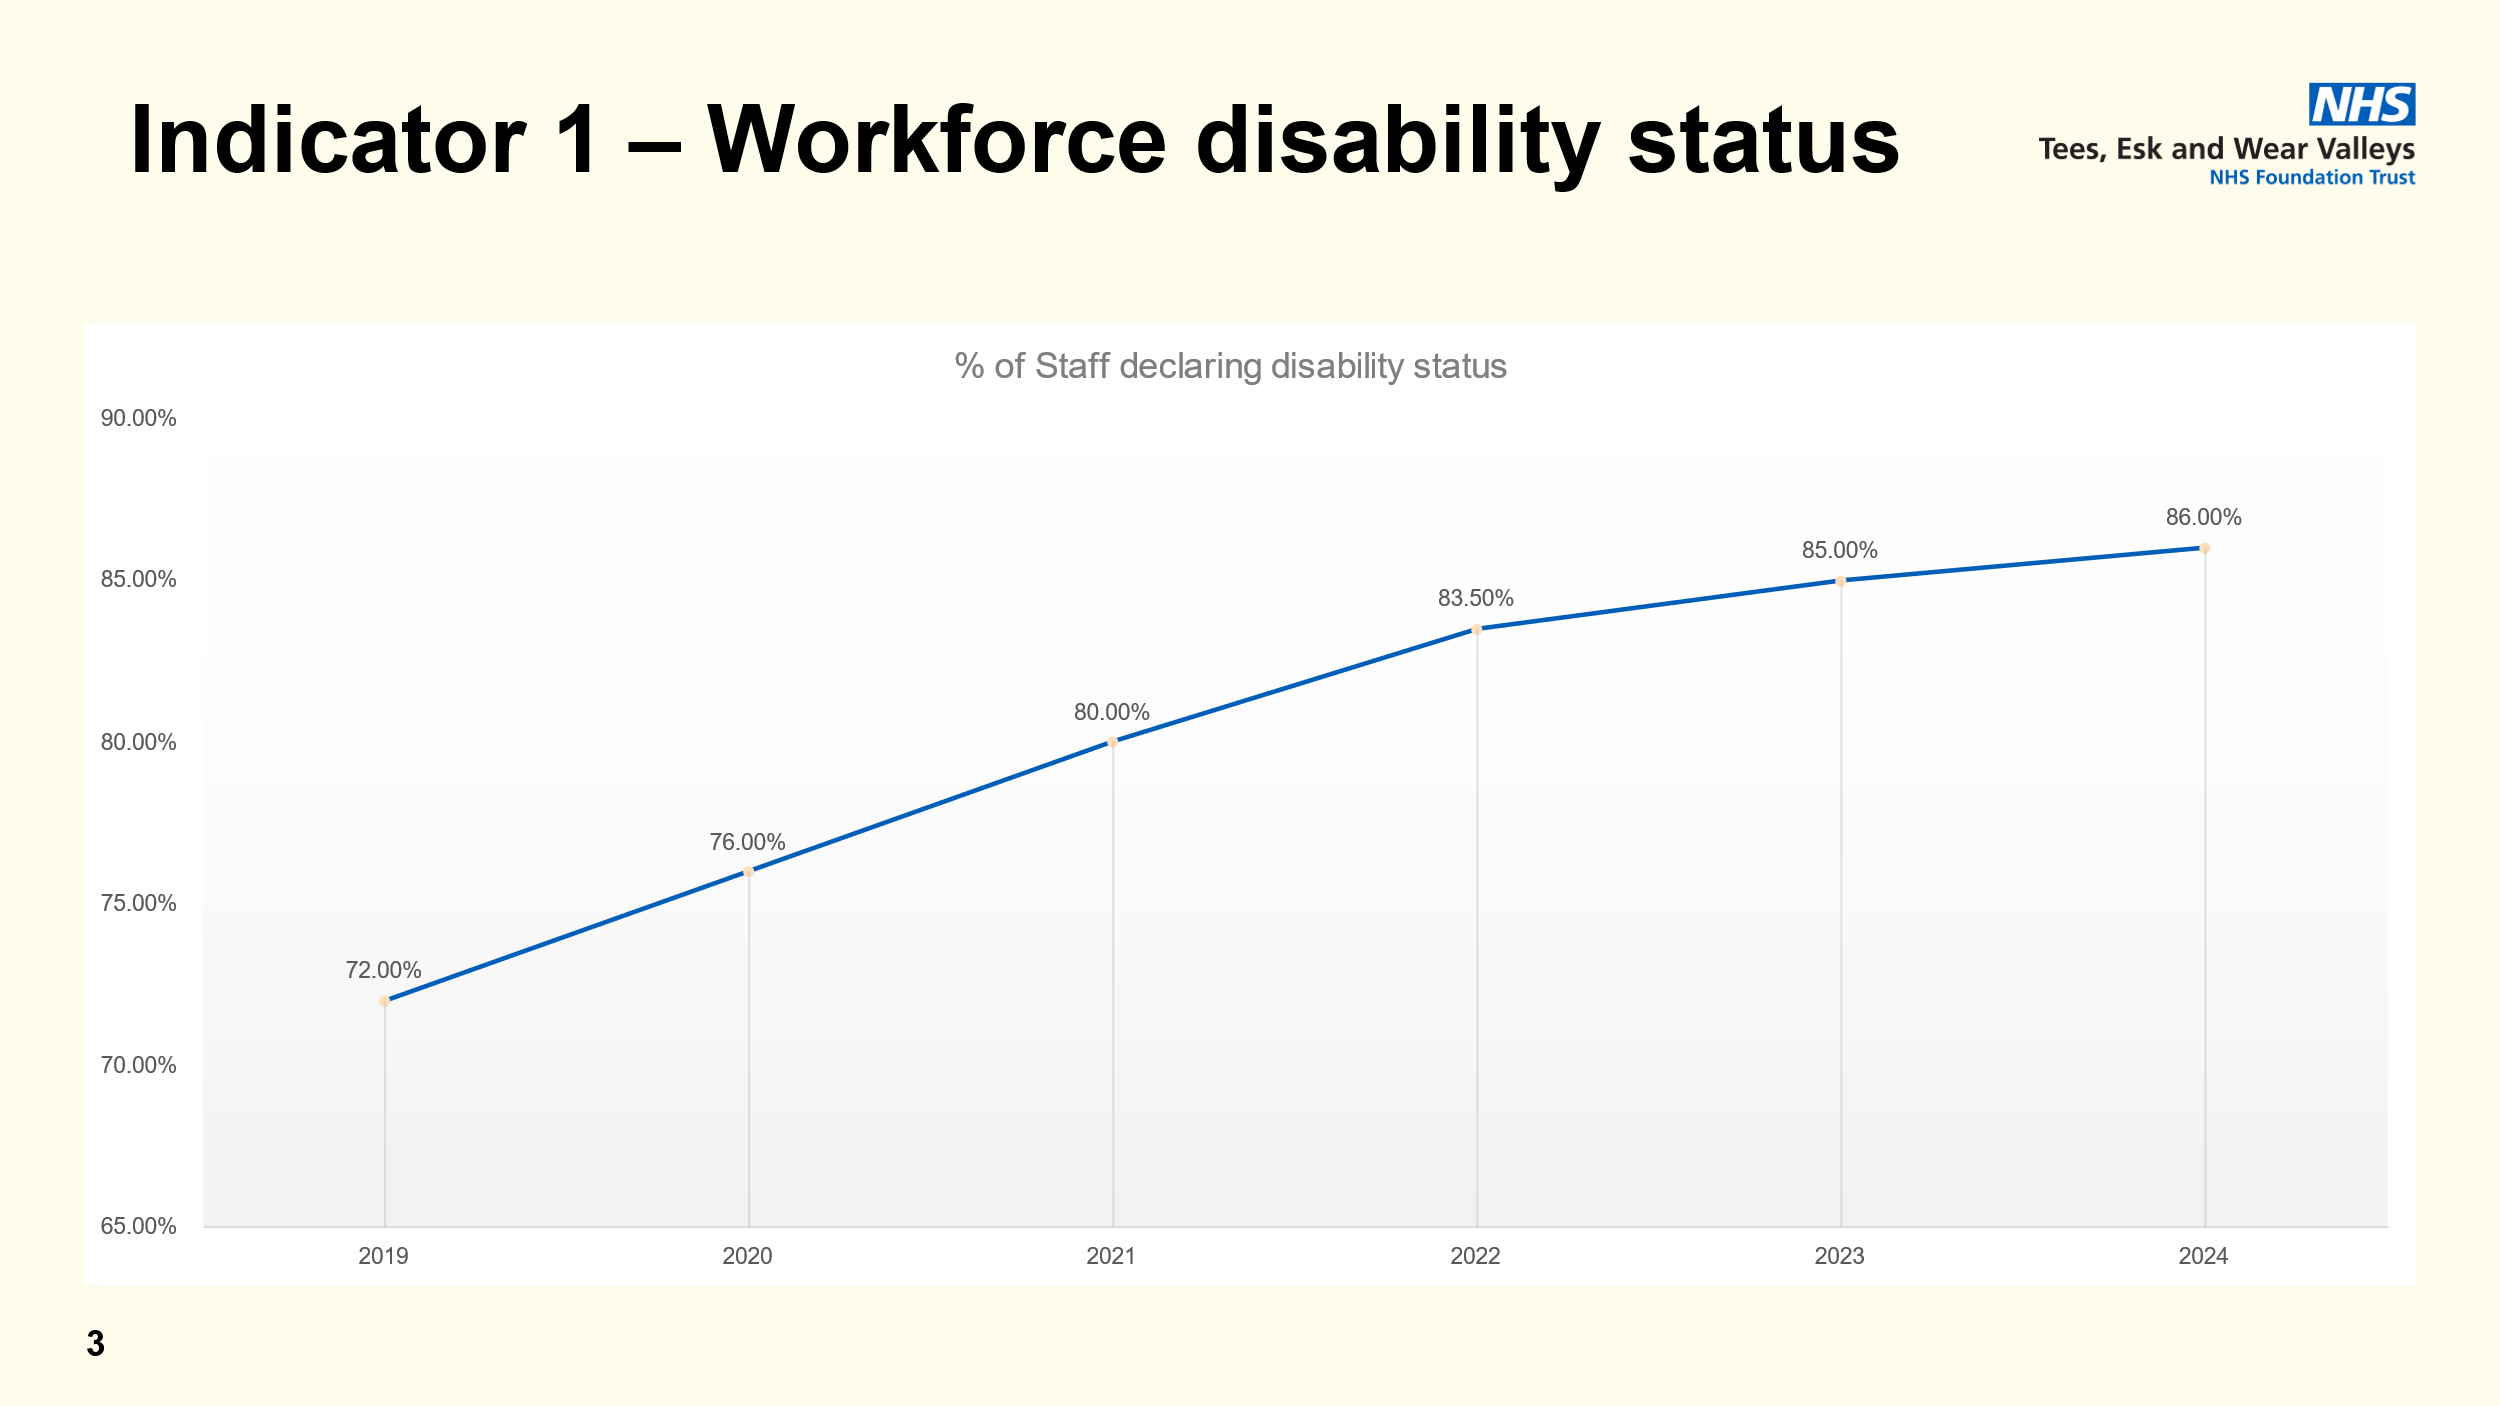 Indicator 1 – Workforce disability status
NHS
Tees, Esk and Wear Valleys
NHS Foundation Trust
% of Staff declaring disability status
90.00%
85.00%
80.00%
75.00%
70.00%
65.00%
72.00%
76.00%
80.00%
83.50%
85.00%
86.00%
2019 2020 2021 2022 2023 2024
3